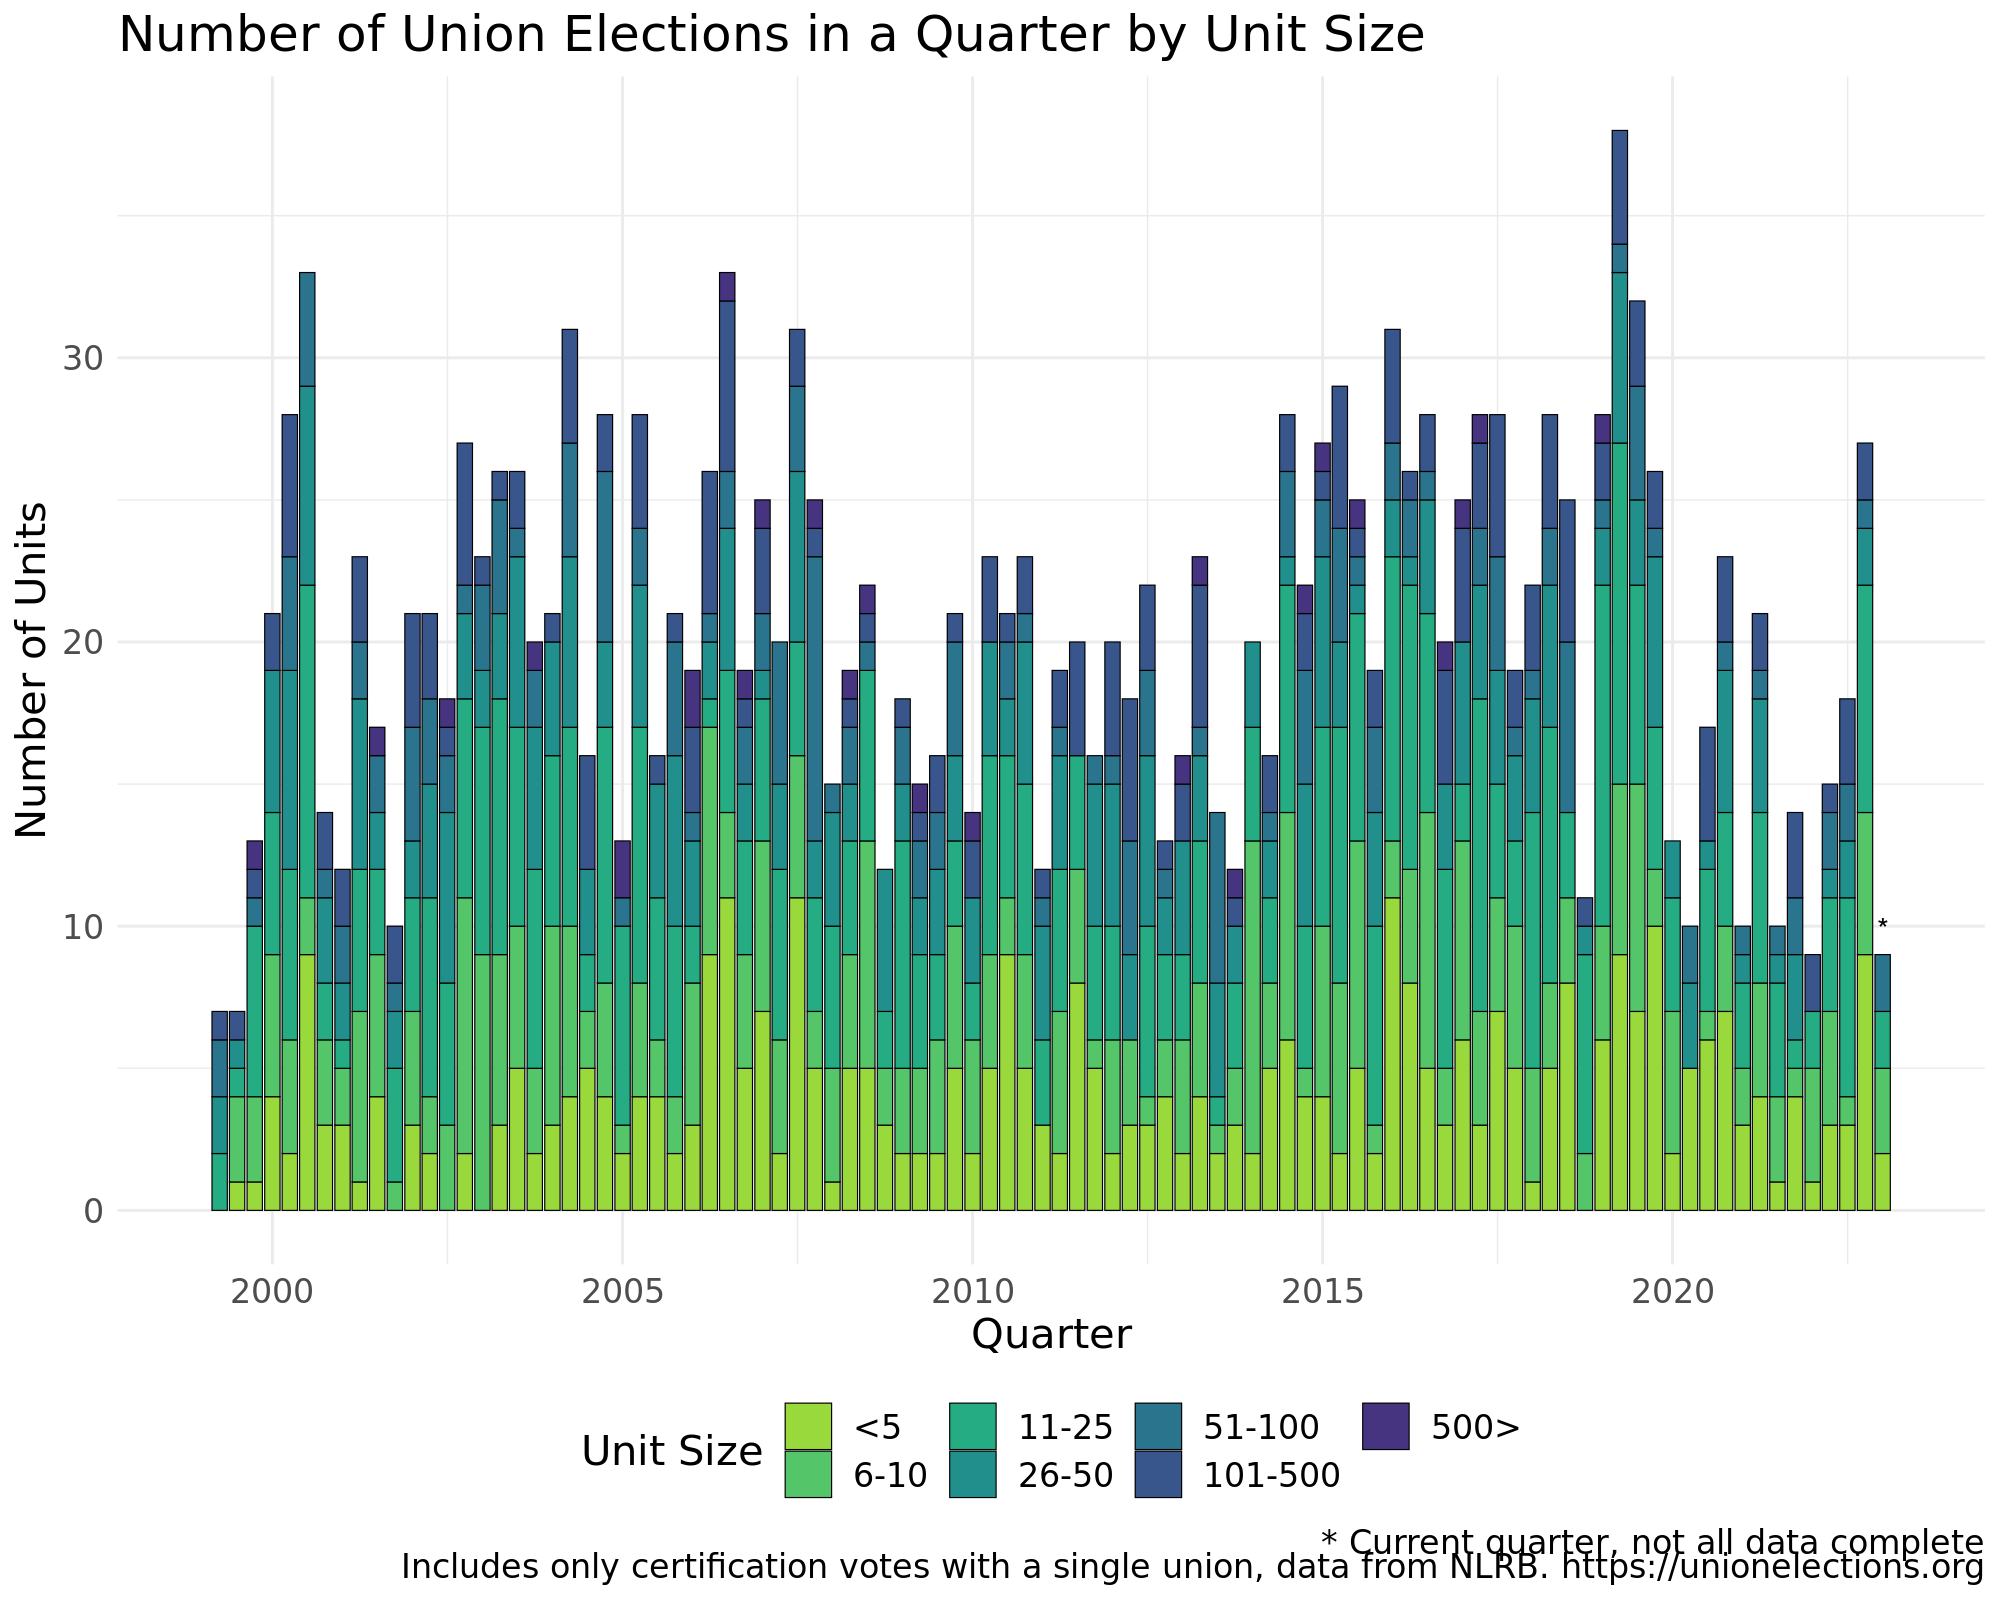 Number of Union Elections in a Quarter by Unit Size
Number of Units
30
20
10
0
*
2000 2005 2010 2015 2020
Quarter
Unit Size
<5 11-25 51-100 500>
6-10 26-50 101-500
* Current quarter, not all data complete
Includes only certification votes with a single union, data from NLRB. https://unionelections.org